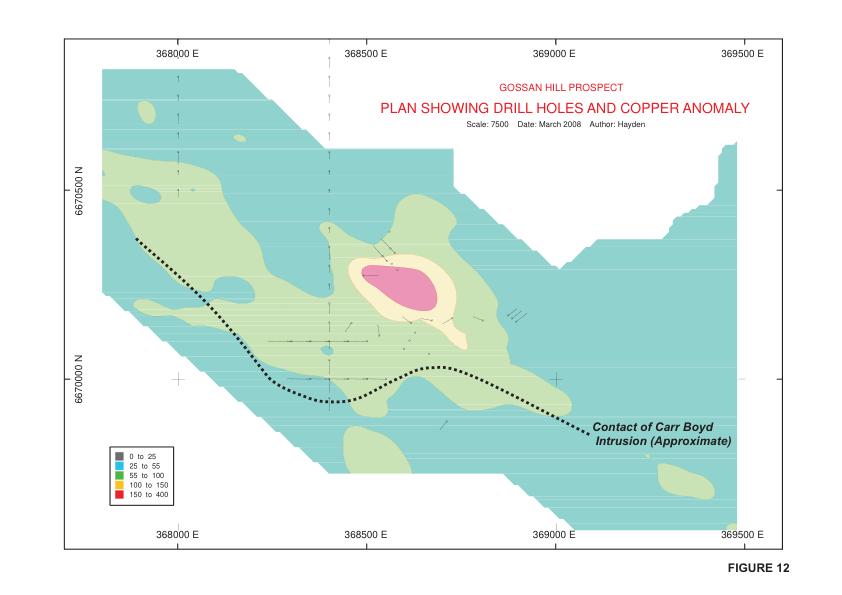 368000 E 368500 E 369000 E 369500 E
GOSSAN HILL PROSPECT
PLAN SHOWING DRILL HOLES AND COPPER ANOMALY
Scale: 7500 Date: March 2008 Author: Hayden
6670500 N
6670000 N
Contact of Carr Boyd
Intrusion (Approximate)
0 to 25
25 to 55
55 to 100
100 to 150
150 to 400
368000 E 368500 E 369000 E 369500 E
FIGURE 12